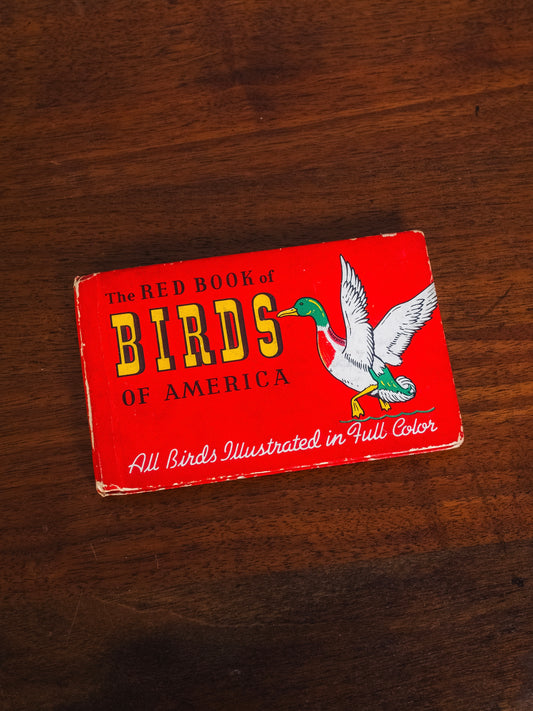 The RED BOOK of
BIRDS
OF AMERICA
All Birds Illustrated in Full Color